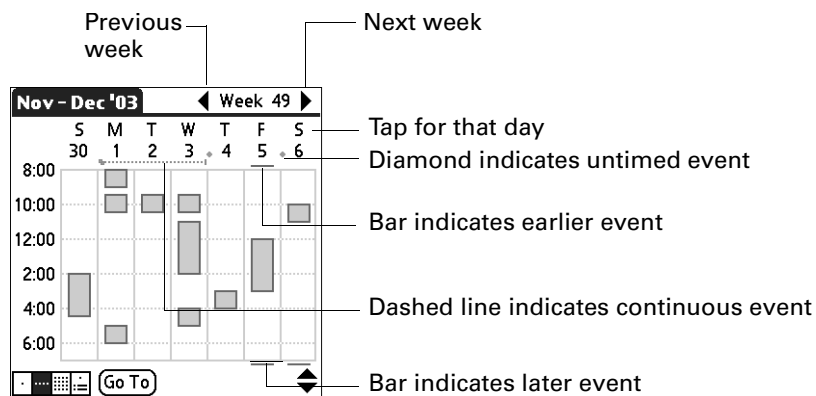 Previous week
Next week
Nov – Dec '03
Week 49
S M T W T F S
30 1 2 3 4 5 6
Tap for that day
Diamond indicates untimed event
8:00
Bar indicates earlier event
10:00
12:00
2:00
Dashed line indicates continuous event
4:00
6:00
Go To
Bar indicates later event